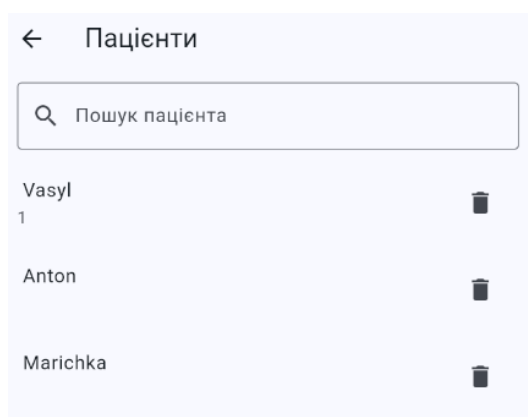 Пацієнти
Пошук пацієнта
Vasyl
1
Anton
Marichka